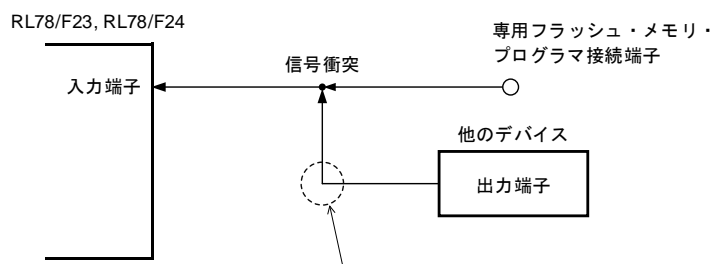 RL78/F23, RL78/F24
専用フラッシュ・メモリ・
プログラマ接続端子
信号衝突
入力端子
他のデバイス
出力端子